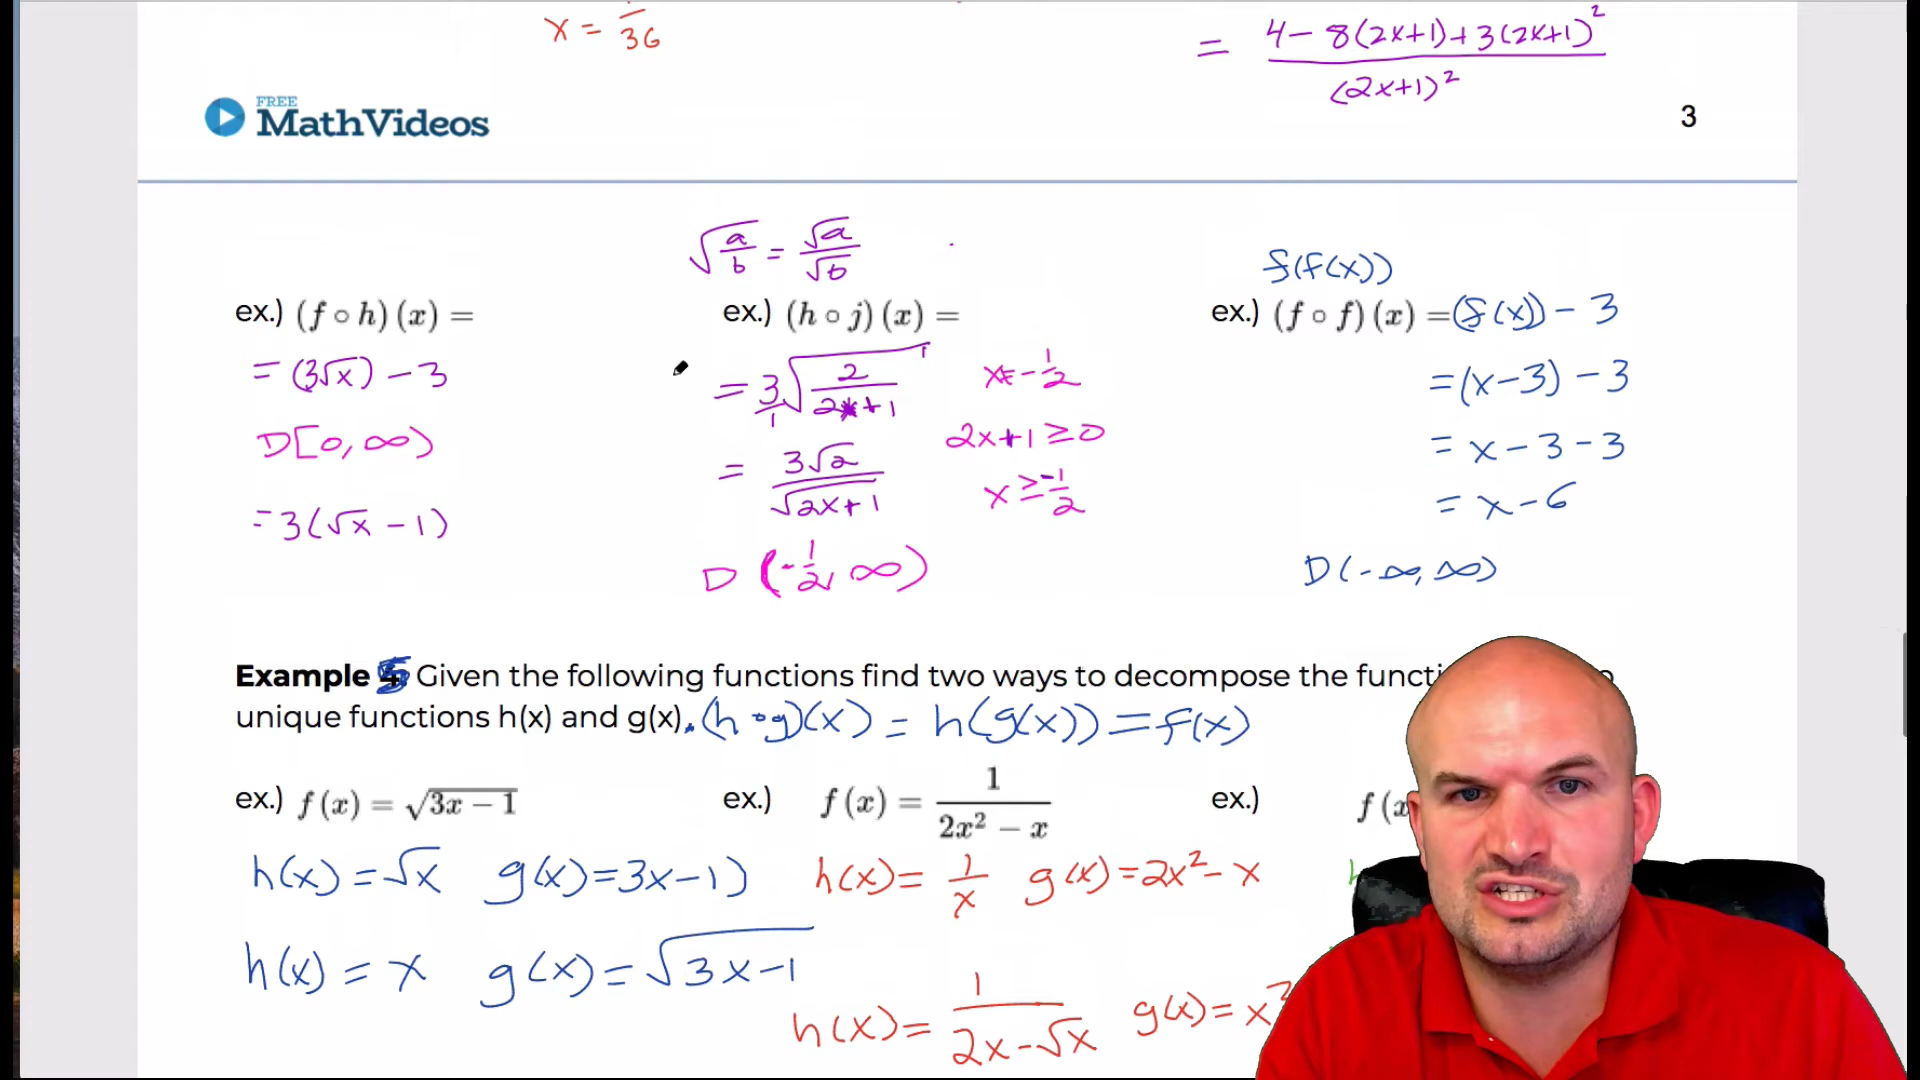 x = 1/36
= (4 - 8(2x+1) + 3(2x+1)²)/(2x+1)²
FREE
MathVideos
3
√(a/b) = √a/√b
f(f(x))
ex.) (f ∘ h)(x) =
= (3√x) - 3
D[0, ∞)
= 3(√x - 1)
ex.) (h ∘ j)(x) =
= 3/1 √(2/(2x+1))
= 3√2/√(2x+1)
D (-1/2, ∞)
x≠ -1/2
2x+1 ≥ 0
x ≥ -1/2
ex.) (f ∘ f)(x) = (f(x)) - 3
= (x-3) - 3
= x - 3 - 3
= x - 6
D(-∞, ∞)
Example 5 Given the following functions find two ways to decompose the
unique functions h(x) and g(x). (h∘g)(x) = h(g(x)) = f(x)
ex.) f(x) = √(3x - 1)
h(x) = √x g(x) = 3x-1)
h(x) = x g(x) = √(3x-1)
ex.) f(x) = 1/(2x² - x)
h(x) = 1/x g(x) = 2x² - x
h(x) = 1/(2x-√x) g(x) = x²
ex.) f(x